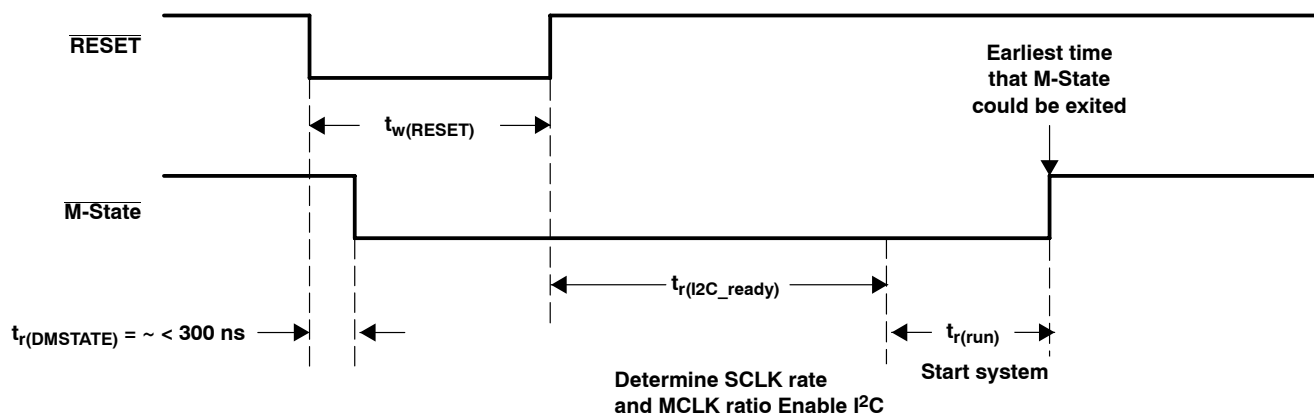 RESET
Earliest time
that M-State
could be exited
tw(RESET)
M-State
tr(I2C_ready)
tr(DMSTATE) = ~ < 300 ns
tr(run)
Start system
Determine SCLK rate
and MCLK ratio Enable I²C